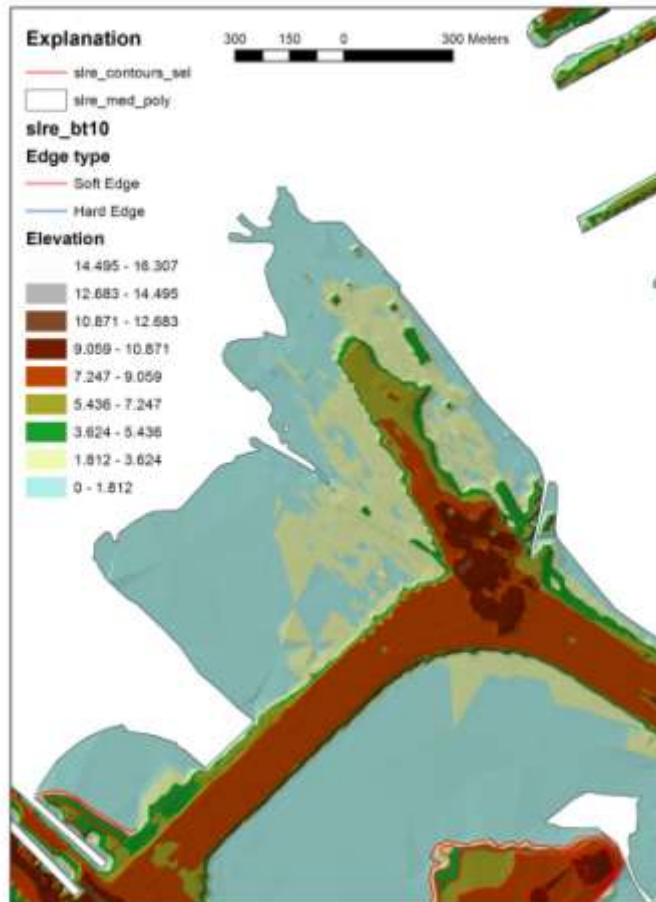 Explanation
300 150 0 300 Meters
slre_contours_sel
slre_med_poly
slre_bt10
Edge type
Soft Edge
Hard Edge
Elevation
14.495 - 16.307
12.683 - 14.495
10.871 - 12.683
9.059 - 10.871
7.247 - 9.059
5.436 - 7.247
3.624 - 5.436
1.812 - 3.624
0 - 1.812